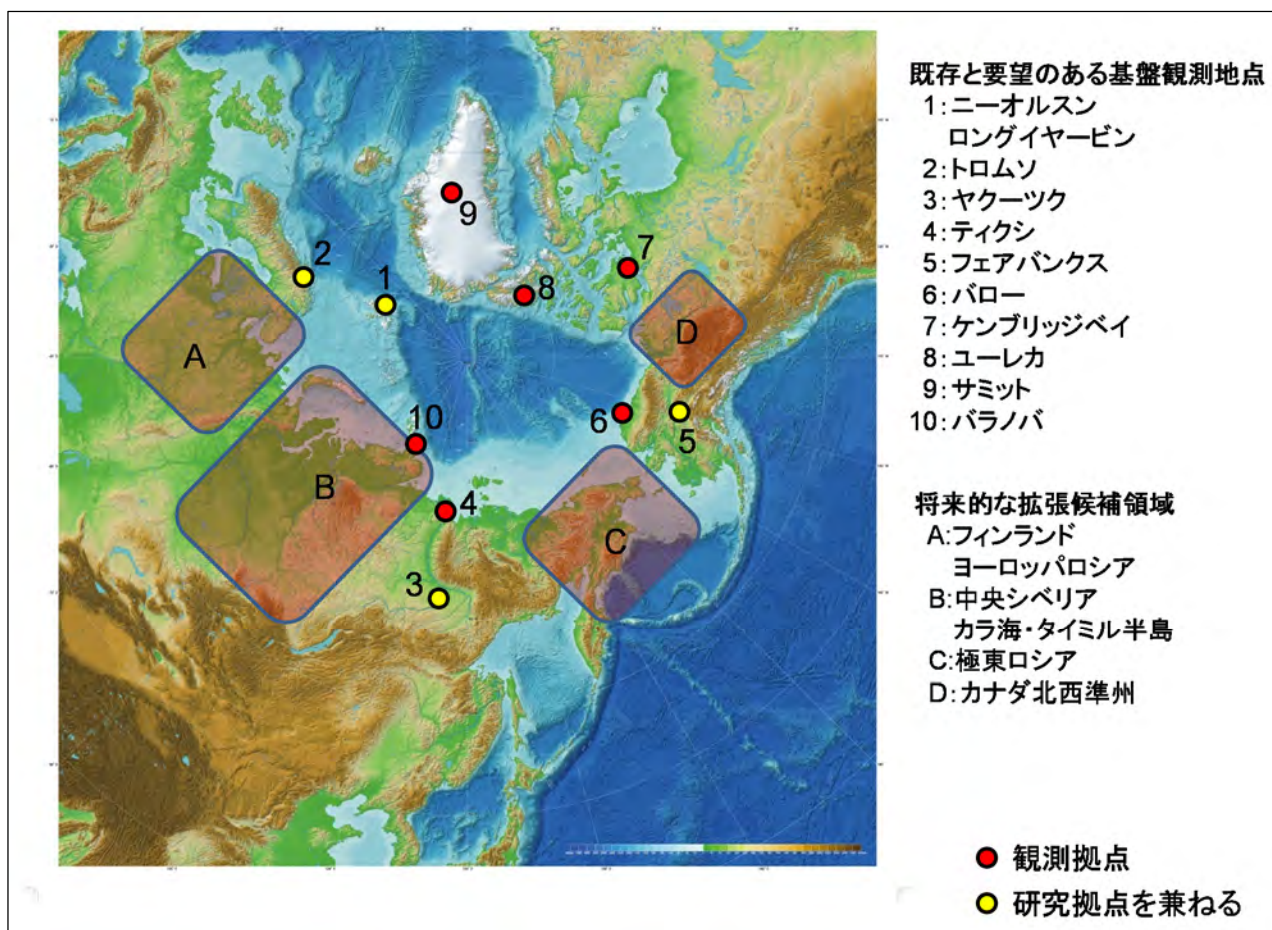 既存と要望のある基盤観測地点
1：ニーオルスン
ロングイヤービン
2：トロムソ
3：ヤクーツク
4：ティクシ
5：フェアバンクス
6：バロー
7：ケンブリッジベイ
8：ユーレカ
9：サミット
10：バラノバ
将来的な拡張候補領域
A：フィンランド
ヨーロッパロシア
B：中央シベリア
カラ海・タイミル半島
C：極東ロシア
D：カナダ北西準州
観測拠点
研究拠点を兼ねる
9
2
1
7
8
D
A
10
6
5
B
4
C
3